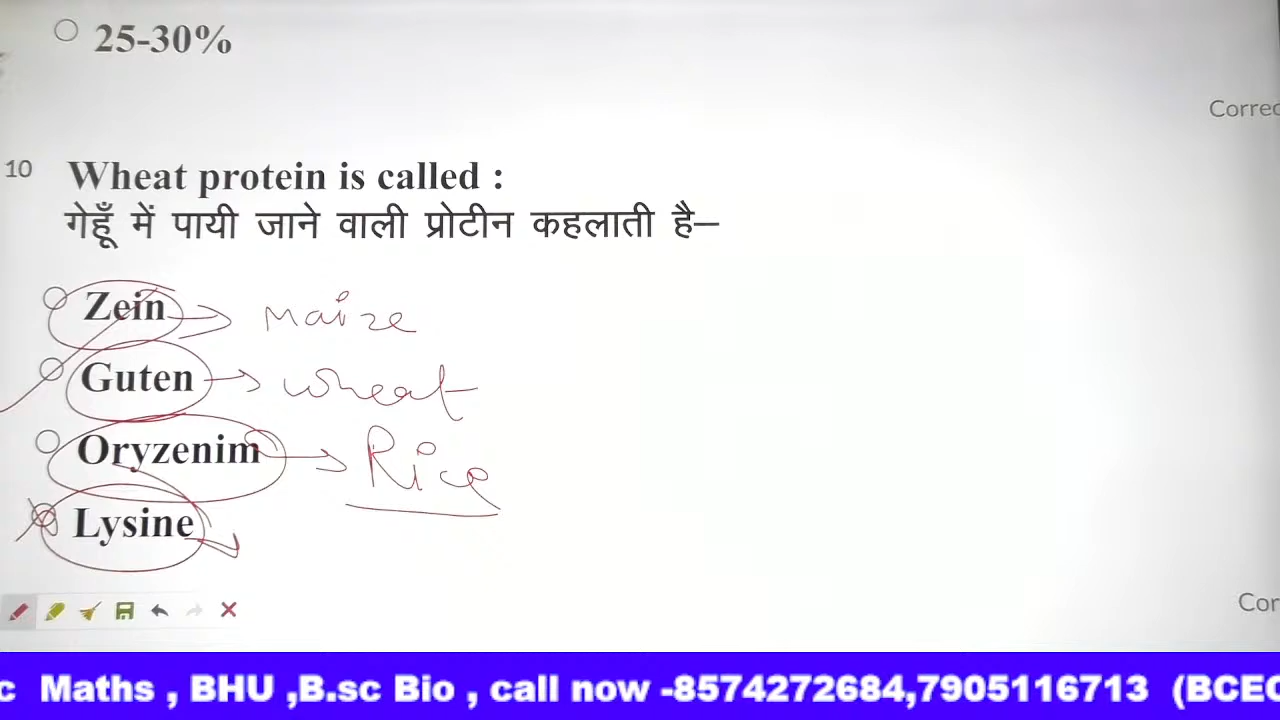 25-30%
Correc
10 Wheat protein is called :
गेहूँ में पायी जाने वाली प्रोटीन कहलाती है—
Zein → Maize
Guten → wheat
Oryzenim → Rice
Lysine
Cor
c Maths , BHU ,B.sc Bio , call now -8574272684,7905116713 (BCEC